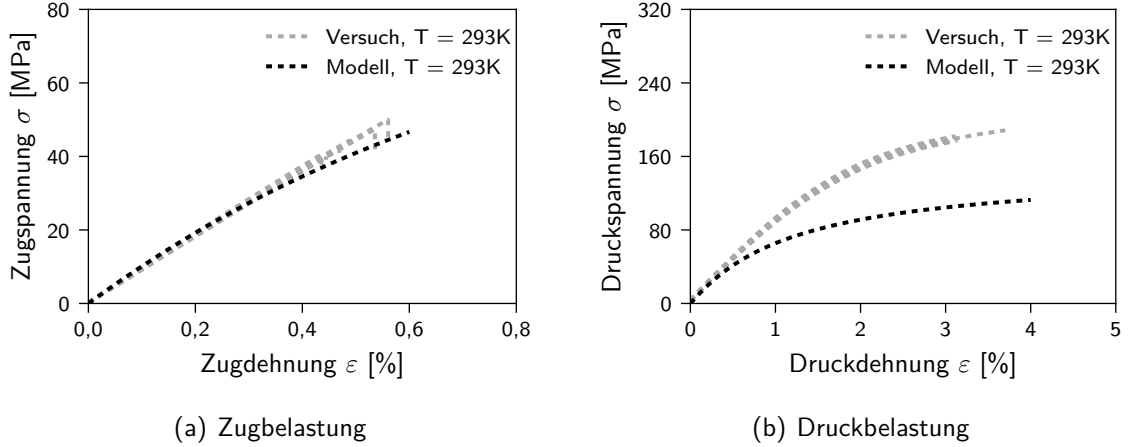 80
60
40
20
0
Zugspannung σ [MPa]
Versuch, T = 293K
Modell, T = 293K
0,0
0,2
0,4
0,6
0,8
Zugdehnung ε [%]
(a) Zugbelastung
320
240
160
80
0
Druckspannung σ [MPa]
Versuch, T = 293K
Modell, T = 293K
0
1
2
3
4
5
Druckdehnung ε [%]
(b) Druckbelastung